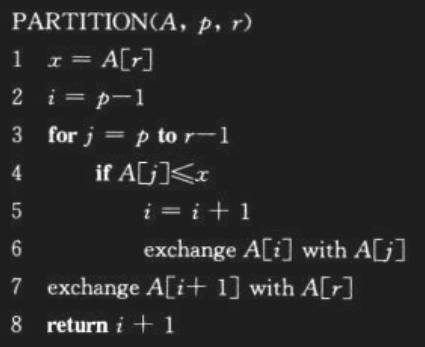 PARTITION(A, p, r)
1 x = A[r]
2 i = p-1
3 for j = p to r-1
4 if A[j]⩽x
5 i = i + 1
6 exchange A[i] with A[j]
7 exchange A[i+ 1] with A[r]
8 return i + 1